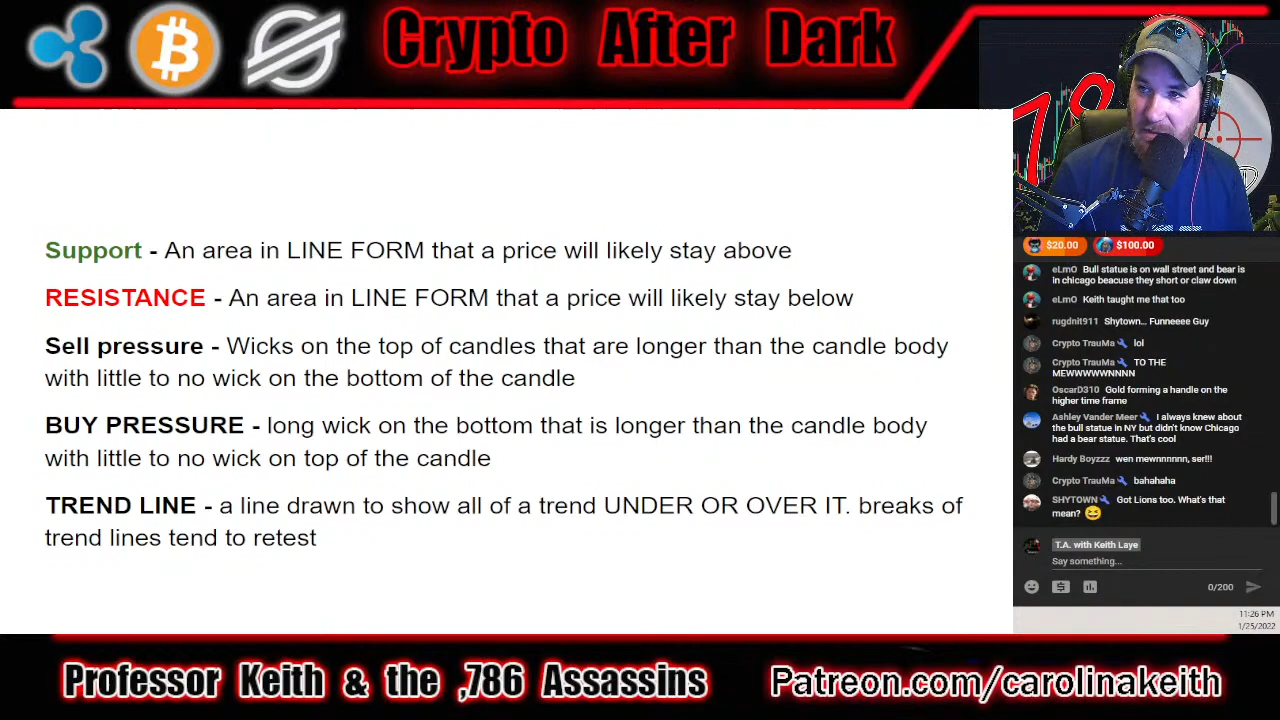 Crypto After Dark
Support - An area in LINE FORM that a price will likely stay above
RESISTANCE - An area in LINE FORM that a price will likely stay below
Sell pressure - Wicks on the top of candles that are longer than the candle body
with little to no wick on the bottom of the candle
BUY PRESSURE - long wick on the bottom that is longer than the candle body
with little to no wick on top of the candle
TREND LINE - a line drawn to show all of a trend UNDER OR OVER IT. breaks of
trend lines tend to retest
$20.00 $100.00
eLmO Bull statue is on wall street and bear is
in chicago beacuse they short or claw down
eLmO Keith taught me that too
rugdnit911 Shytown... Funneeee Guy
Crypto TrauMa lol
Crypto TrauMa TO THE
MEWWWWWNNNN
OscarD310 Gold forming a handle on the
higher time frame
Ashley Vander Meer I always knew about
the bull statue in NY but didn't know Chicago
had a bear statue. That's cool
Hardy Boyzzz wen mewnnnnnn, ser!!!
Crypto TrauMa bahahaha
SHYTOWN Got Lions too. What's that
mean? 😆
T.A. with Keith Laye
Say something...
0/200
11:26 PM
1/25/2022
Professor Keith & the ,786 Assassins
Patreon.com/carolinakeith